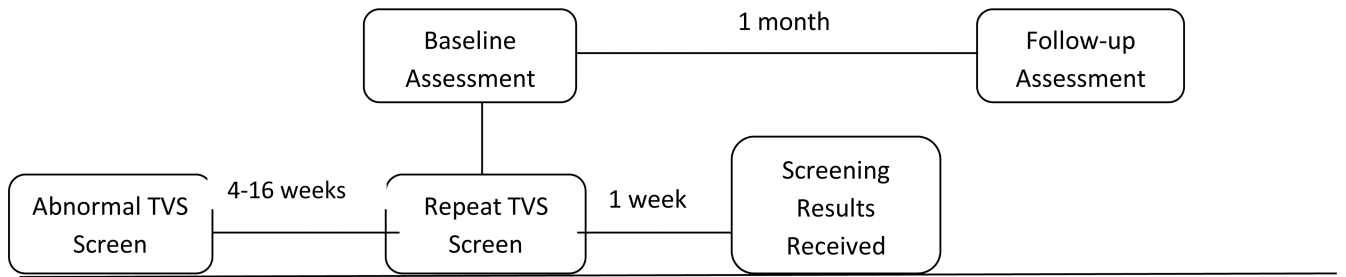 Baseline
Assessment
1 month
Follow-up
Assessment
Abnormal TVS
Screen
4-16 weeks
Repeat TVS
Screen
1 week
Screening
Results
Received